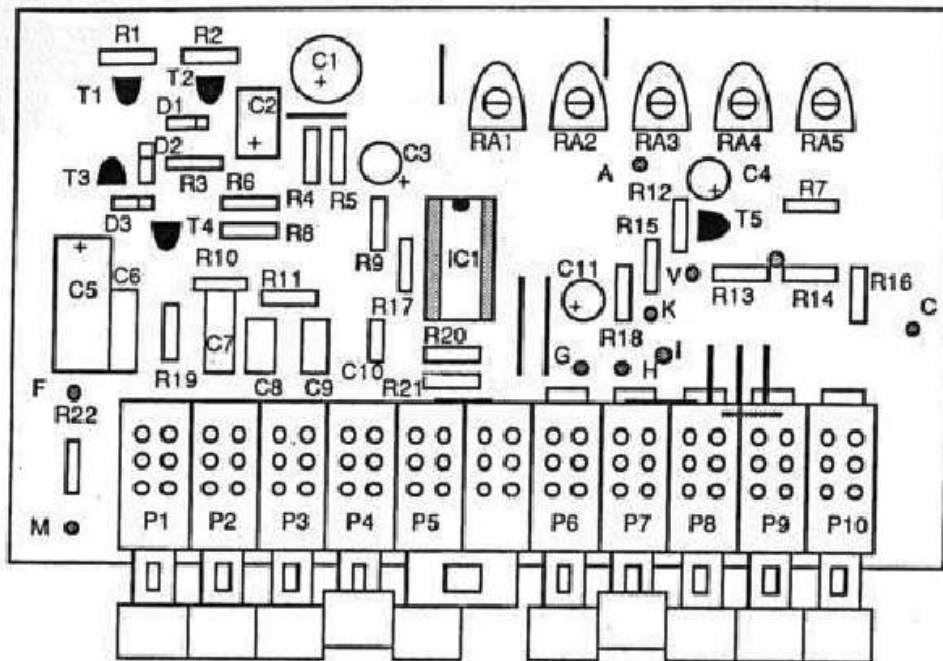 R1 R2
C1
T1 T2
D1 C2
RA1 RA2 RA3 RA4 RA5
D2 C3
A C4
T3 R3 R6 R4 R5 R12 R7
D3 T4 R8 R15 T5
R9 IC1
R10 C11 V
C5 C6 R11 R13 R14 R16
R17 K C
C7 R20 R18
R19 C8 C9 C10 G H I
F R21
R22
P1 P2 P3 P4 P5 P6 P7 P8 P9 P10
M